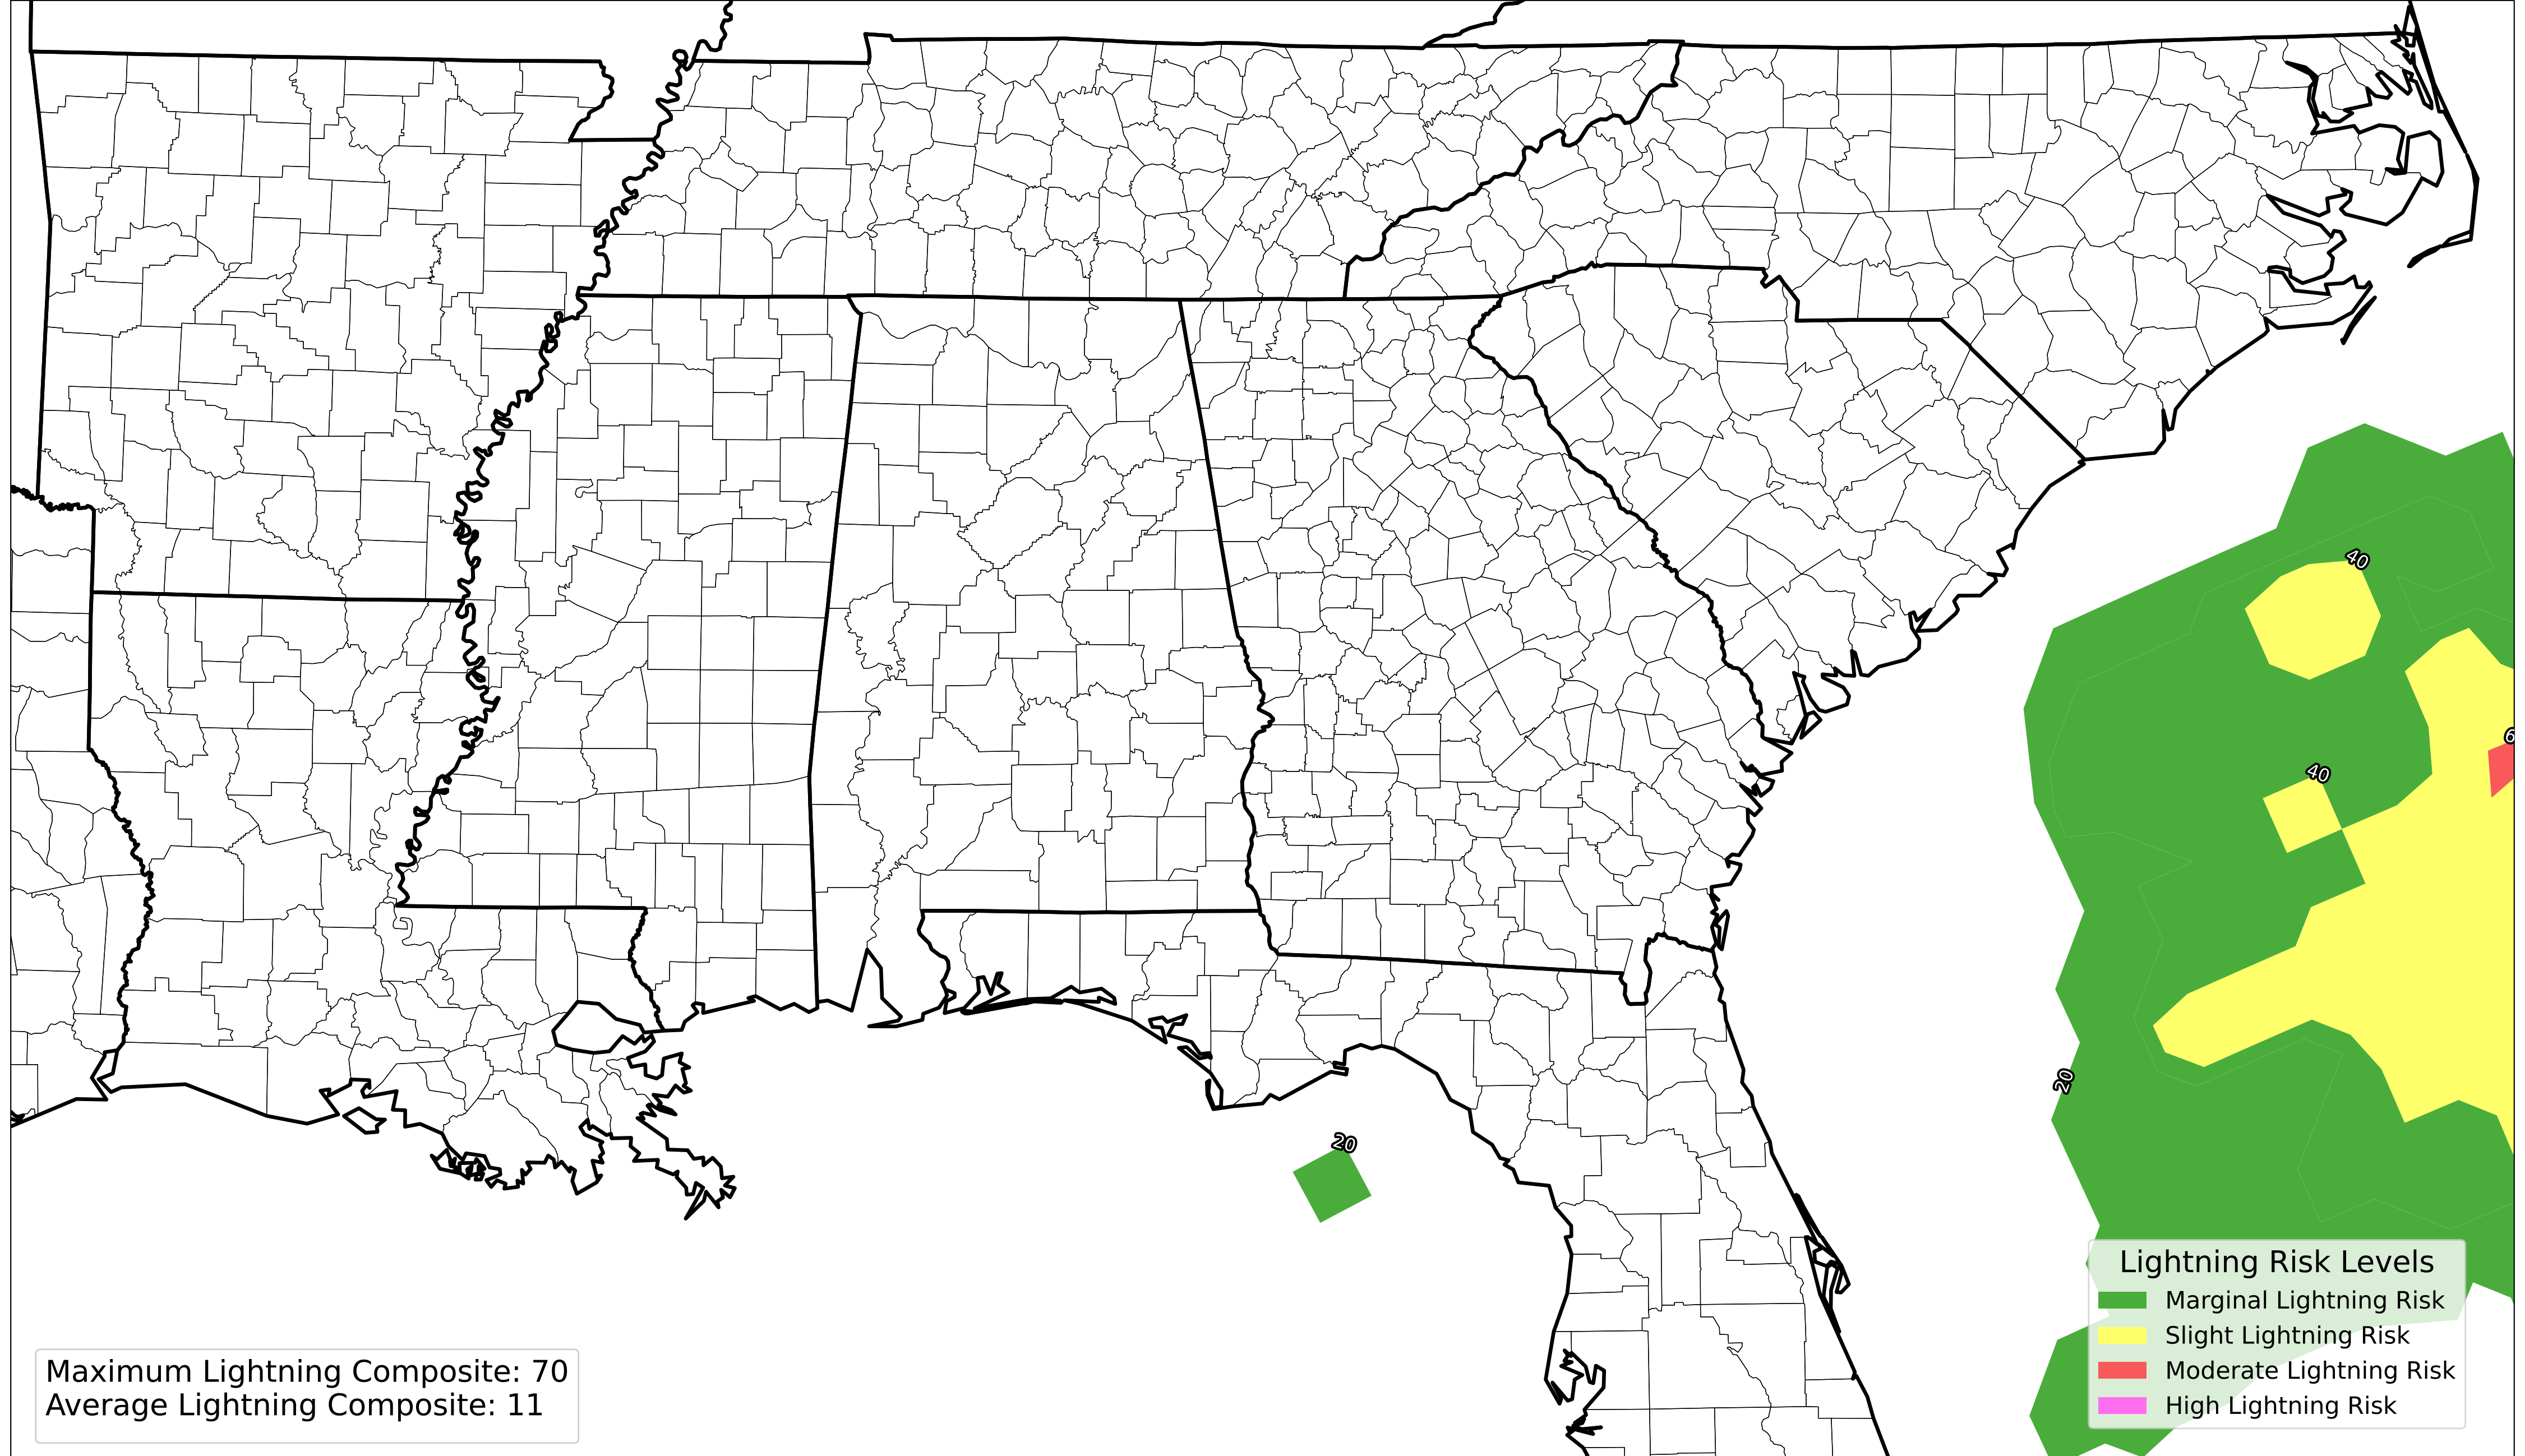 40
6
40
20
20
Lightning Risk Levels
Marginal Lightning Risk
Slight Lightning Risk
Moderate Lightning Risk
High Lightning Risk
Maximum Lightning Composite: 70
Average Lightning Composite: 11